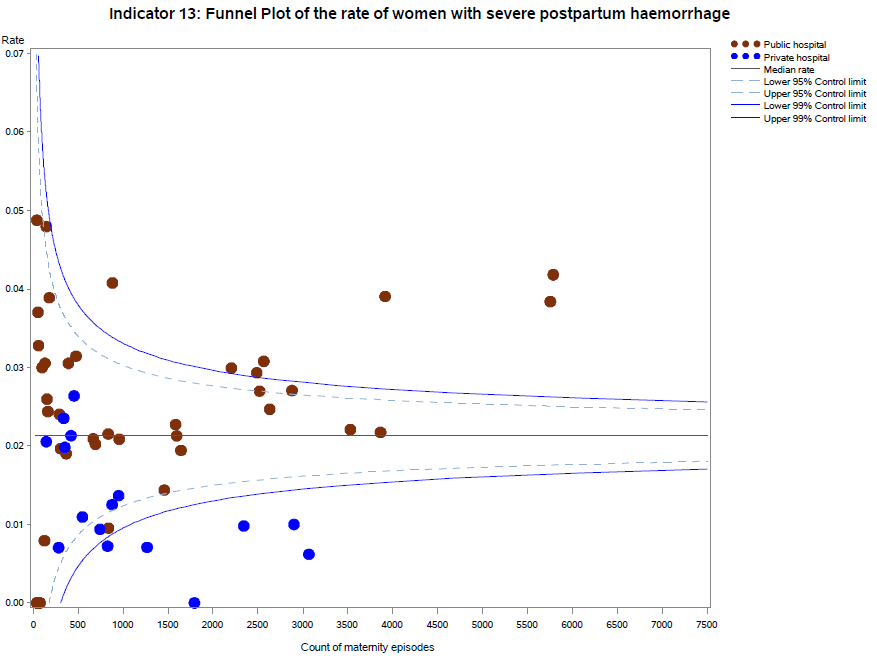 Indicator 13: Funnel Plot of the rate of women with severe postpartum haemorrhage
Rate
0.07
0.06
0.05
0.04
0.03
0.02
0.01
0.00
0 500 1000 1500 2000 2500 3000 3500 4000 4500 5000 5500 6000 6500 7000 7500
Count of maternity episodes
Public hospital
Private hospital
Median rate
Lower 95% Control limit
Upper 95% Control limit
Lower 99% Control limit
Upper 99% Control limit